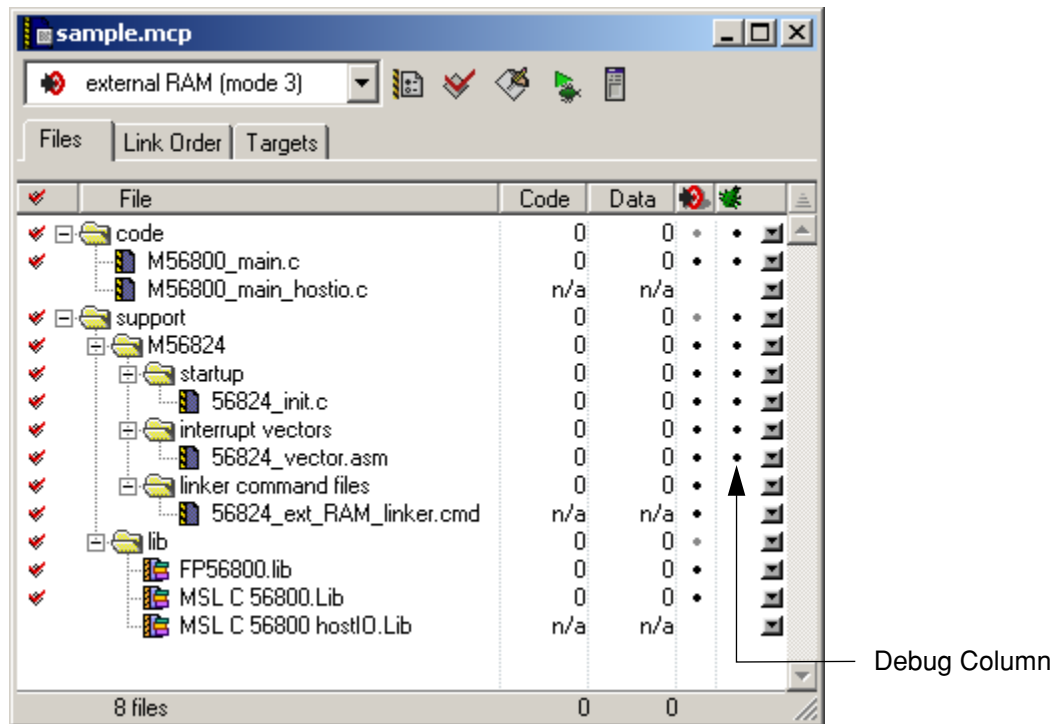 sample.mcp
external RAM (mode 3)
Files Link Order Targets
File Code Data
code 0 0
M56800_main.c 0 0
M56800_main_hostio.c n/a n/a
support 0 0
M56824 0 0
startup 0 0
56824_init.c 0 0
interrupt vectors 0 0
56824_vector.asm 0 0
linker command files 0 0
56824_ext_RAM_linker.cmd n/a n/a
lib 0 0
FP56800.lib 0 0
MSL C 56800.Lib 0 0
MSL C 56800 hostIO.Lib n/a n/a
Debug Column
8 files 0 0